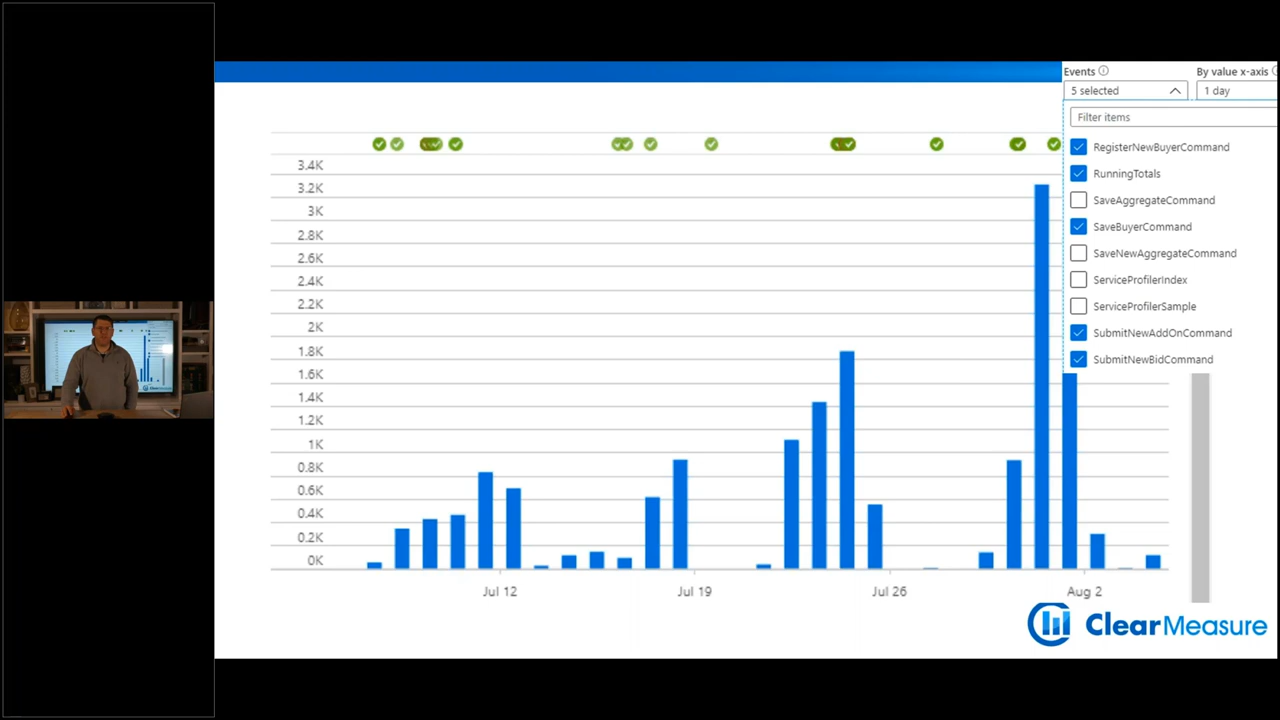 Events
By value x-axis
5 selected
1 day
Filter items
RegisterNewBuyerCommand
RunningTotals
SaveAggregateCommand
SaveBuyerCommand
SaveNewAggregateCommand
ServiceProfilerIndex
ServiceProfilerSample
SubmitNewAddOnCommand
SubmitNewBidCommand
3.4K
3.2K
3K
2.8K
2.6K
2.4K
2.2K
2K
1.8K
1.6K
1.4K
1.2K
1K
0.8K
0.6K
0.4K
0.2K
0K
Jul 12
Jul 19
Jul 26
Aug 2
ClearMeasure